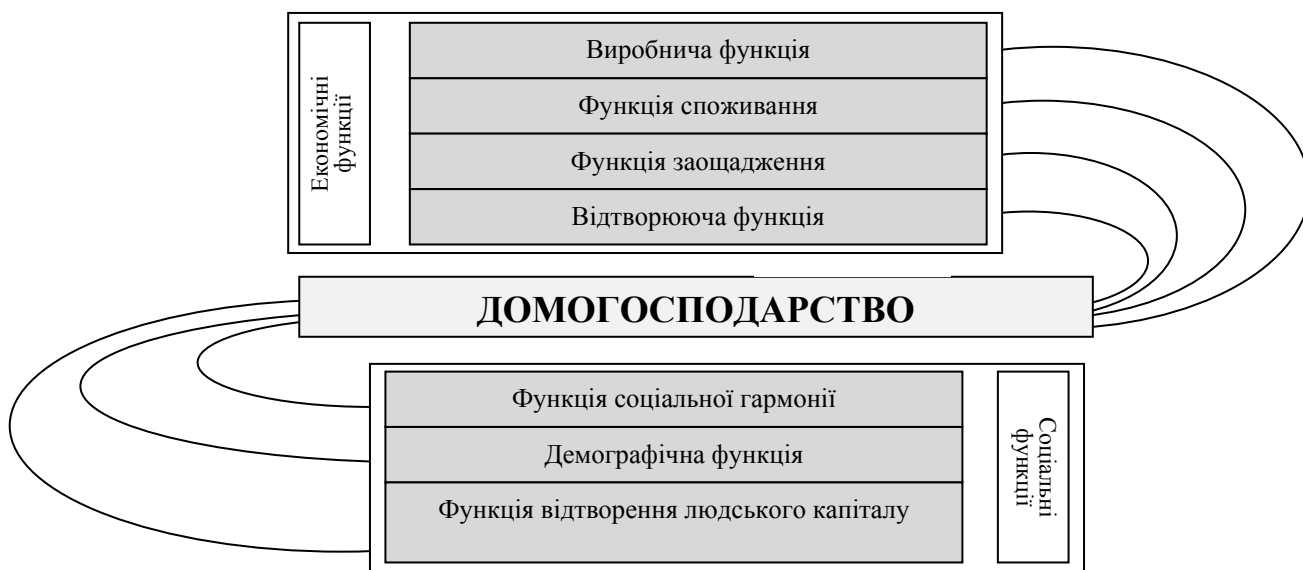 Економічні
функції
Виробнича функція
Функція споживання
Функція заощадження
Відтворююча функція
ДОМОГОСПОДАРСТВО
Функція соціальної гармонії
Демографічна функція
Функція відтворення людського капіталу
Соціальні
функції